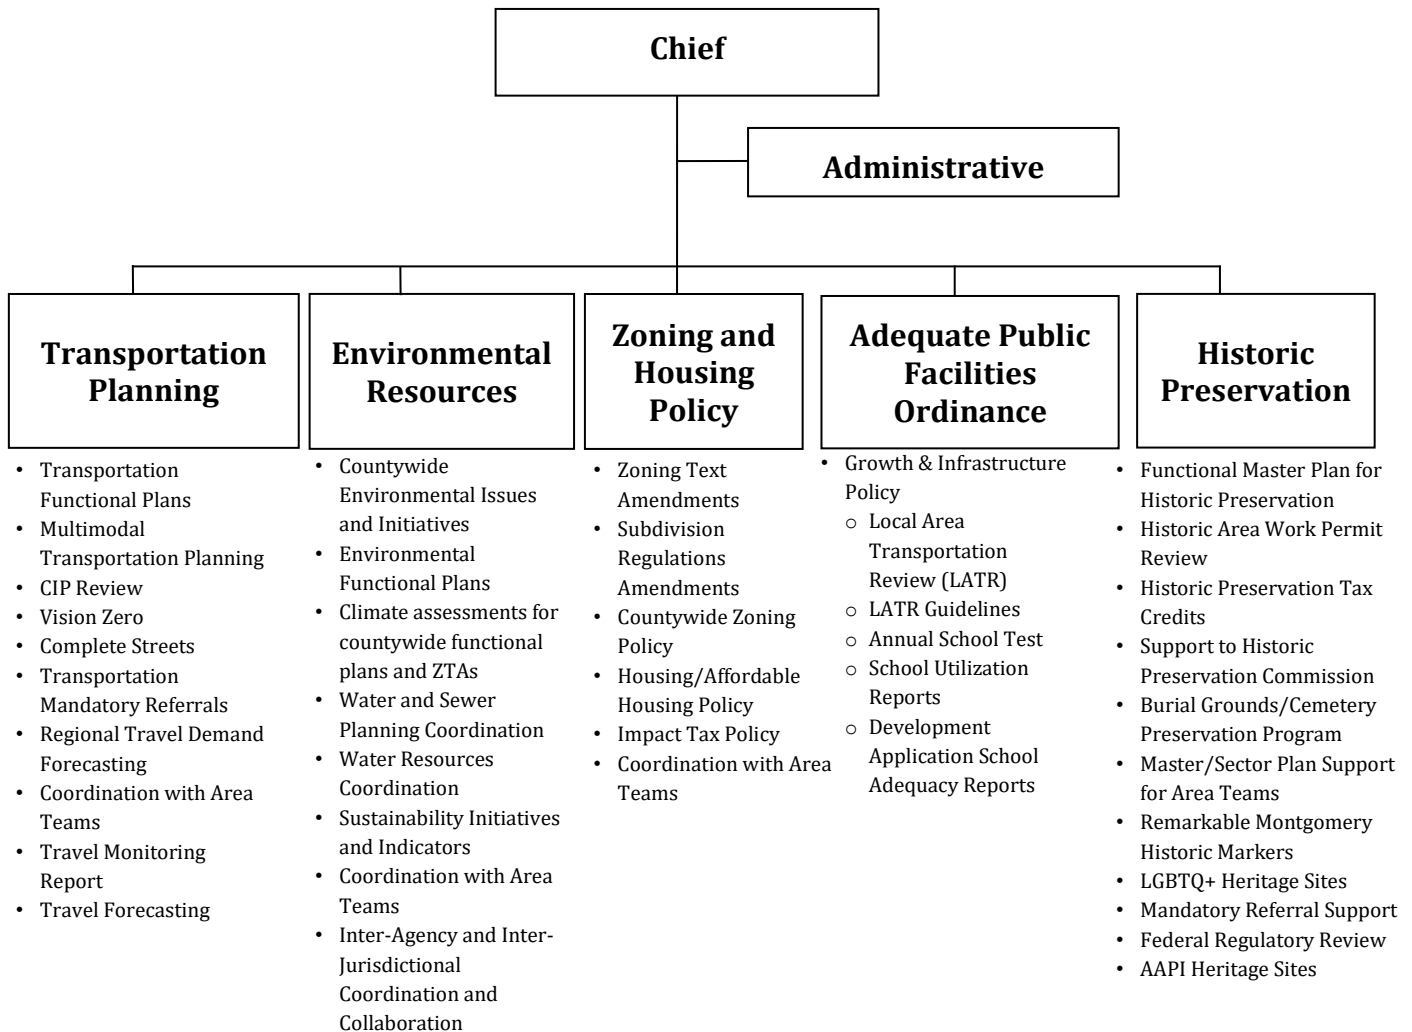 Chief
Administrative
Transportation
Planning
Environmental
Resources
Zoning and
Housing
Policy
Adequate Public
Facilities
Ordinance
Historic
Preservation
• Transportation
Functional Plans
• Multimodal
Transportation Planning
• CIP Review
• Vision Zero
• Complete Streets
• Transportation
Mandatory Referrals
• Regional Travel Demand
Forecasting
• Coordination with Area
Teams
• Travel Monitoring
Report
• Travel Forecasting
• Countywide
Environmental Issues
and Initiatives
• Environmental
Functional Plans
• Climate assessments for
countywide functional
plans and ZTAs
• Water and Sewer
Planning Coordination
• Water Resources
Coordination
• Sustainability Initiatives
and Indicators
• Coordination with Area
Teams
• Inter-Agency and Inter-
Jurisdictional
Coordination and
Collaboration
• Zoning Text
Amendments
• Subdivision
Regulations
Amendments
• Countywide Zoning
Policy
• Housing/Affordable
Housing Policy
• Impact Tax Policy
• Coordination with Area
Teams
• Growth & Infrastructure
Policy
o Local Area
Transportation
Review (LATR)
o LATR Guidelines
o Annual School Test
o School Utilization
Reports
o Development
Application School
Adequacy Reports
• Functional Master Plan for
Historic Preservation
• Historic Area Work Permit
Review
• Historic Preservation Tax
Credits
• Support to Historic
Preservation Commission
• Burial Grounds/Cemetery
Preservation Program
• Master/Sector Plan Support
for Area Teams
• Remarkable Montgomery
Historic Markers
• LGBTQ+ Heritage Sites
• Mandatory Referral Support
• Federal Regulatory Review
• AAPI Heritage Sites